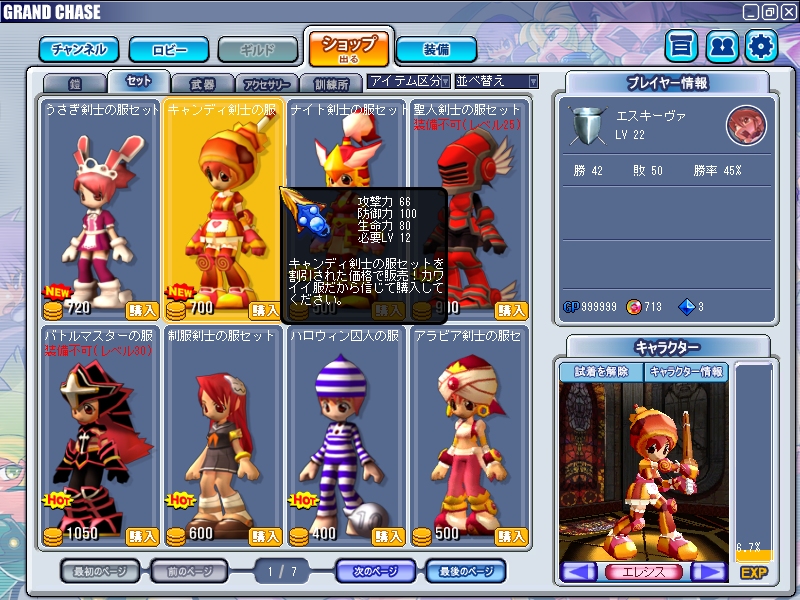 GRAND CHASE
チャンネル
ロビー
ギルド
ショップ
出る
装備
鎧
セット
武器
アクセサリー
訓練所
アイテム区分
並べ替え
うさぎ剣士の服セット
キャンディ剣士の服
ナイト剣士の服セット
聖人剣士の服セット
装備不可(レベル25)
NEW
720
購入
NEW
700
購入
購入
購入
攻撃力 66
防御力 100
生命力 80
必要LV 12
キャンディ剣士の服セットを
割引された価格で販売!カワ
イイ服だから信じて購入して
ください。
バトルマスターの服
装備不可(レベル30)
制服剣士の服セット
ハロウィン囚人の服
アラビア剣士の服セ
HOT
1050
購入
HOT
600
購入
HOT
400
購入
500
購入
最初のページ
前のページ
1 / 7
次のページ
最後のページ
プレイヤー情報
エスキーヴァ
LV 22
勝 42
敗 50
勝率 45%
GP 999999
713
3
キャラクター
試着を解除
キャラクター情報
エレシス
6.7%
EXP